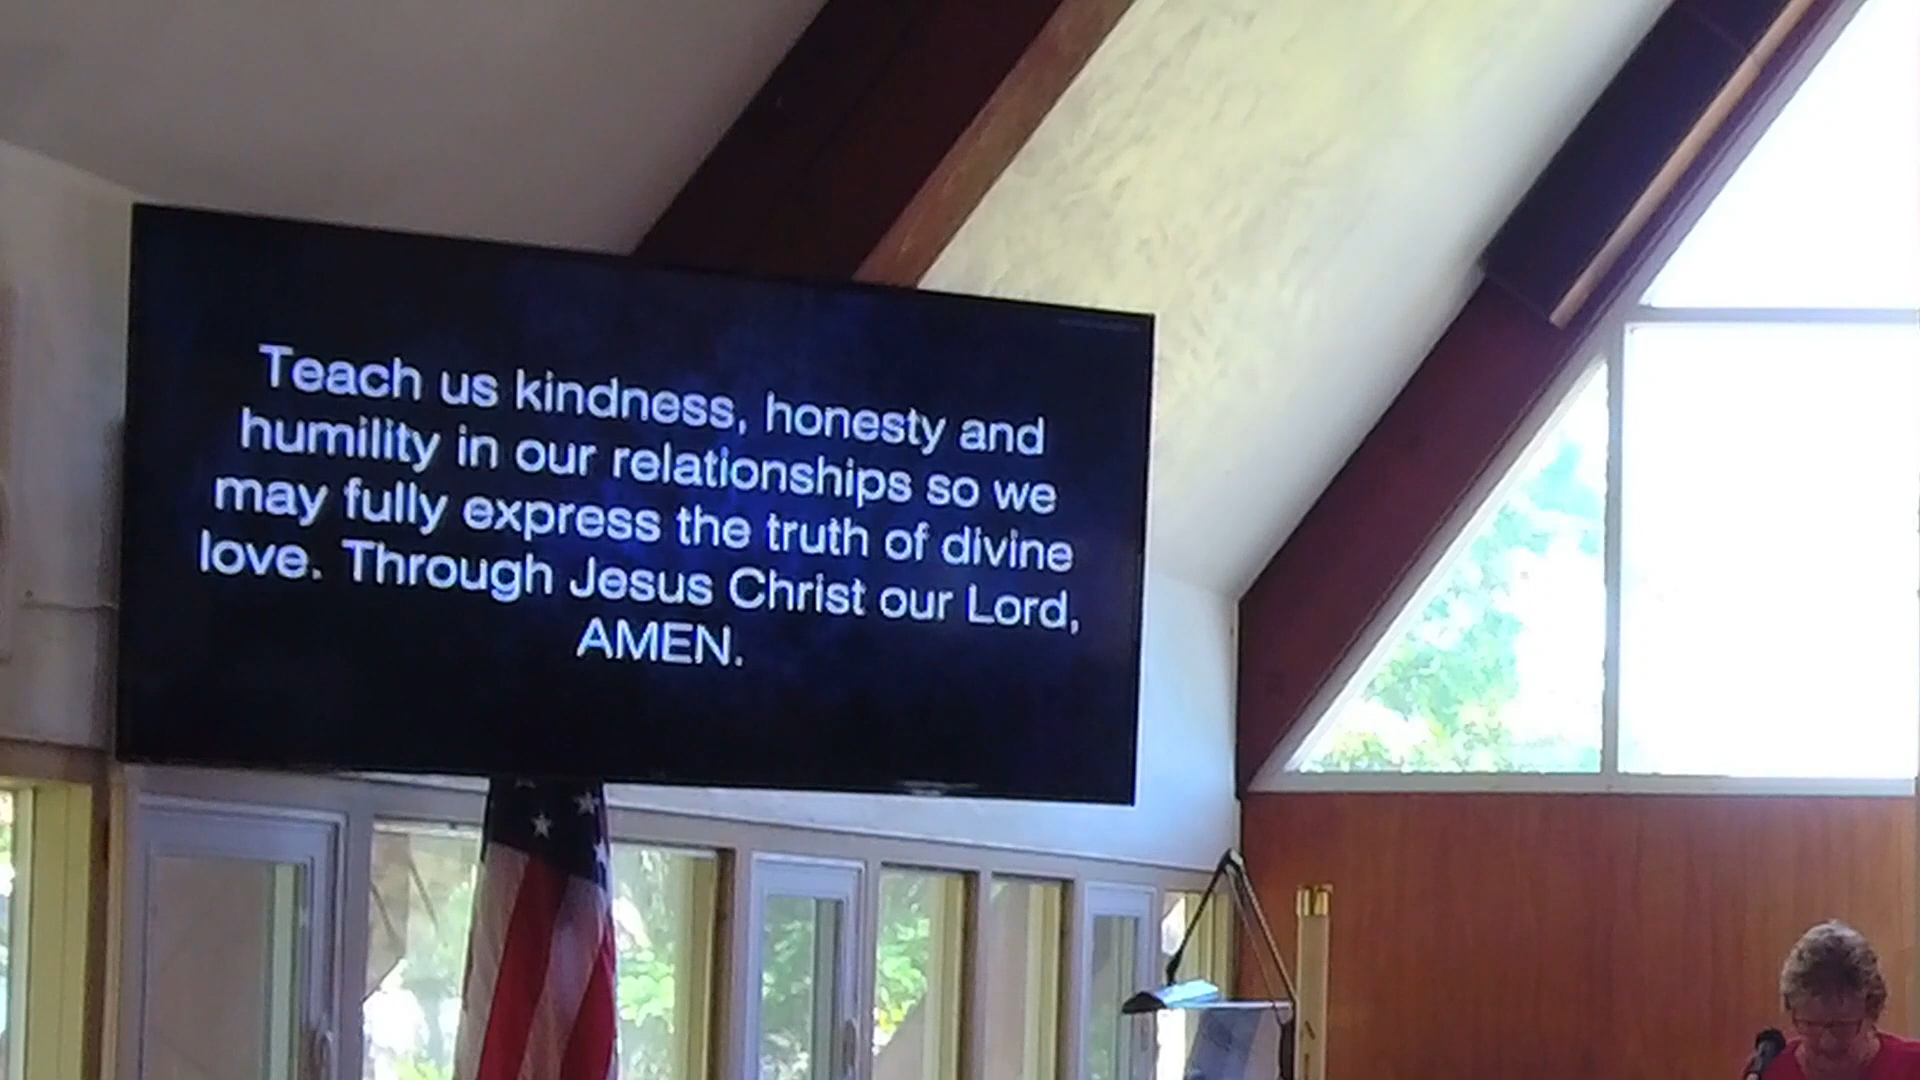 Teach us kindness, honesty and
humility in our relationships so we
may fully express the truth of divine
love. Through Jesus Christ our Lord,
AMEN.